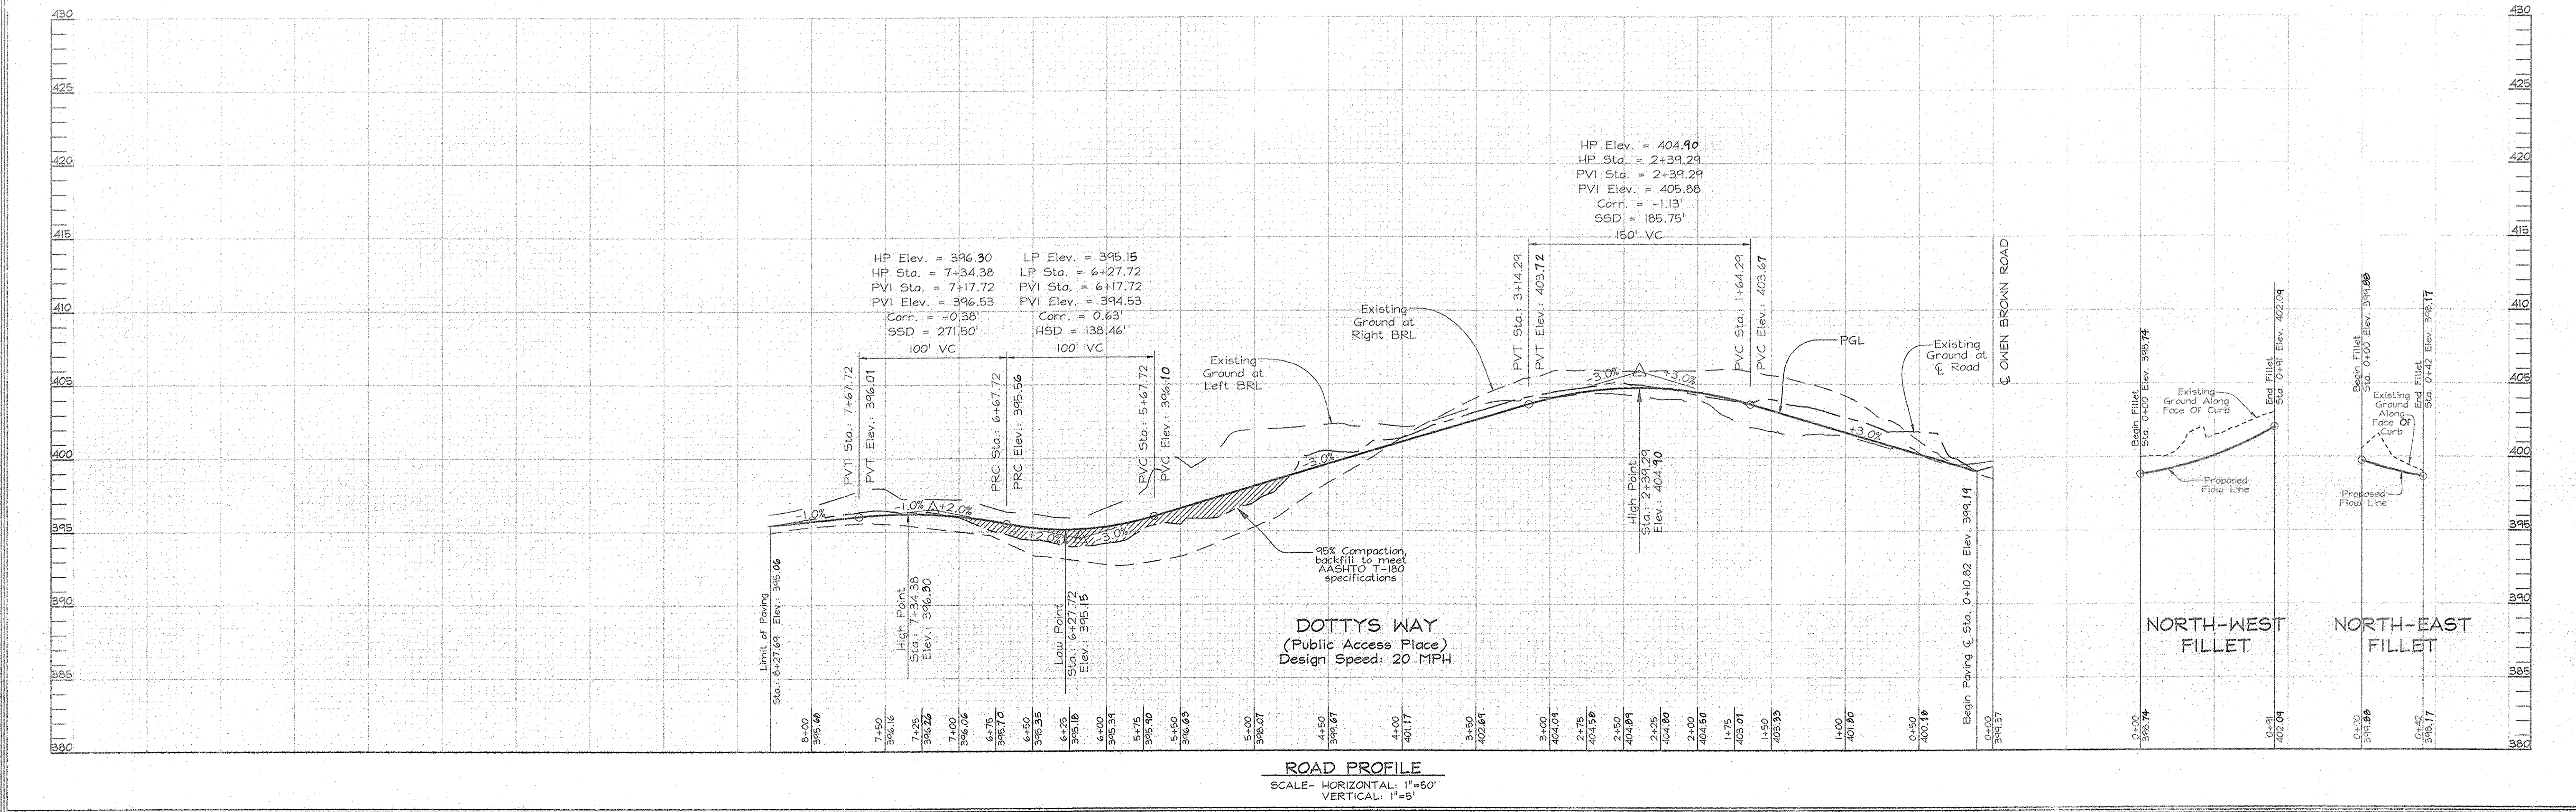 430
425
420
415
410
405
400
395
390
385
380
HP Elev. = 396.30
HP Sta. = 7+34.38
PVI Sta. = 7+17.72
PVI Elev. = 396.53
Corr. = -0.38'
SSD = 271.50'
100' VC
LP Elev. = 395.15
LP Sta. = 6+27.72
PVI Sta. = 6+17.72
PVI Elev. = 394.53
Corr. = 0.63'
HSD = 138.46'
100' VC
HP Elev. = 404.90
HP Sta. = 2+39.29
PVI Sta. = 2+39.29
PVI Elev. = 405.88
Corr. = -1.13'
SSD = 185.75'
150' VC
PVT Sta.: 7+67.72
PVT Elev.: 396.01
PRC Sta.: 6+67.72
PRC Elev.: 395.56
PVC Sta.: 5+67.72
PVC Elev.: 396.10
Existing
Ground at
Left BRL
Existing
Ground at
Right BRL
PVT Sta.: 3+14.29
PVT Elev.: 403.72
PVC Sta.: 1+64.29
PVC Elev.: 403.67
PGL
Existing
Ground at
℄ Road
℄ OWEN BROWN ROAD
-1.0%
-1.0%
+2.0%
+2.0%
-3.0%
-3.0%
-3.0%
+3.0%
+3.0%
Limit of Paving
Sta.: 8+27.69 Elev.: 395.06
High Point
Sta.: 7+34.38
Elev.: 396.30
Low Point
Sta.: 6+27.72
Elev.: 395.15
95% Compaction,
backfill to meet
AASHTO T-180
specifications
High Point
Sta.: 2+39.29
Elev.: 404.90
Begin Paving ℄ Sta. 0+10.82 Elev. 399.19
DOTTYS WAY
(Public Access Place)
Design Speed: 20 MPH
8+00
395.60
7+50
396.16
7+25
396.26
7+00
396.06
6+75
395.70
6+50
395.35
6+25
395.18
6+00
395.39
5+75
395.90
5+50
396.63
5+00
398.07
4+50
399.67
4+00
401.17
3+50
402.69
3+00
404.09
2+75
404.50
2+50
404.89
2+25
404.80
2+00
404.50
1+75
403.01
1+50
403.33
1+00
401.80
0+50
400.18
0+00
399.37
Begin Fillet
Sta. 0+00 Elev. 398.74
End Fillet
Sta. 0+91 Elev. 402.09
Existing
Ground Along
Face Of Curb
Proposed
Flow Line
NORTH-WEST
FILLET
0+00
398.74
0+91
402.09
Begin Fillet
Sta. 0+00 Elev.
End Fillet
Sta. 0+42 Elev. 398.17
Existing
Ground
Along
Face Of
Curb
Proposed
Flow Line
NORTH-EAST
FILLET
0+00
0+42
398.17
430
425
420
415
410
405
400
395
390
385
380
ROAD PROFILE
SCALE- HORIZONTAL: 1"=50'
VERTICAL: 1"=5'